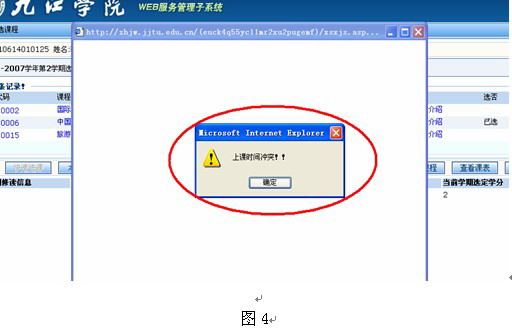 九江学院 WEB服务管理子系统
选课程
http://xhjw.jjtu.edu.cn/(euck4q55yc11mr2xu2pugemf)/xsxjs.asp...
10614010125 姓名:
-2007学年第2学期选
条记录!
代码 课程 选否
0002 国际 介绍
0006 中国 介绍 已选
0015 旅游 介绍
Microsoft Internet Explorer
上课时间冲突!!
确定
快速选课 程 查看课表
修读信息 当前学期选定学分
2
图 4